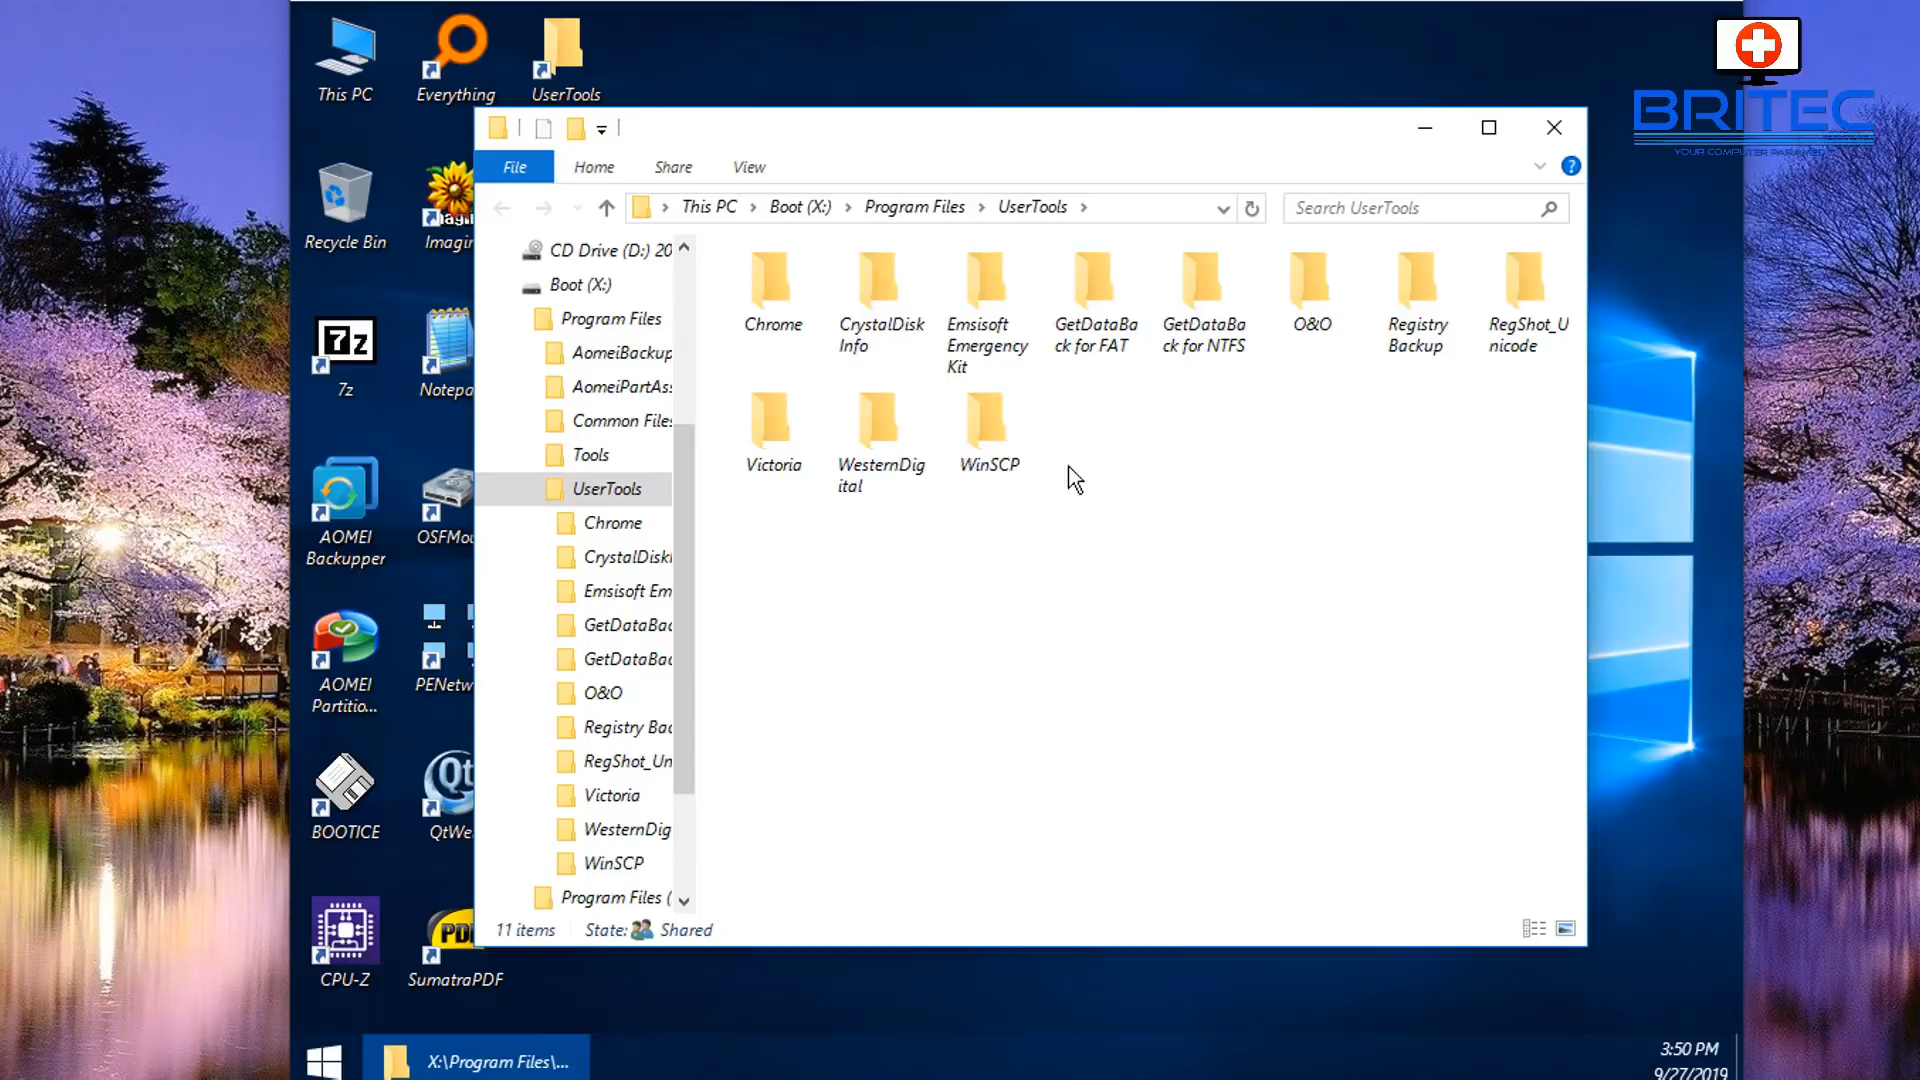 This PC
Everything
UserTools
BRITEC
YOUR COMPUTER PARAMEDIC
File
Home
Share
View
This PC
Boot (X:)
Program Files
UserTools
Search UserTools
Recycle Bin
Imagin
7z
7z
Notepa
AOMEI
Backupper
OSFMou
AOMEI
Partitio...
PENetw
BOOTICE
Qt
QtWe
CPU-Z
PD
SumatraPDF
CD Drive (D:) 20
Boot (X:)
Program Files
AomeiBackup
AomeiPartAs
Common Files
Tools
UserTools
Chrome
CrystalDiskI
Emsisoft Em
GetDataBac
GetDataBac
O&O
Registry Bac
RegShot_Un
Victoria
WesternDig
WinSCP
Program Files (
Chrome
CrystalDisk
Info
Emsisoft
Emergency
Kit
GetDataBa
ck for FAT
GetDataBa
ck for NTFS
O&O
Registry
Backup
RegShot_U
nicode
Victoria
WesternDig
ital
WinSCP
11 items
State:
Shared
X:\Program Files\...
3:50 PM
9/27/2019